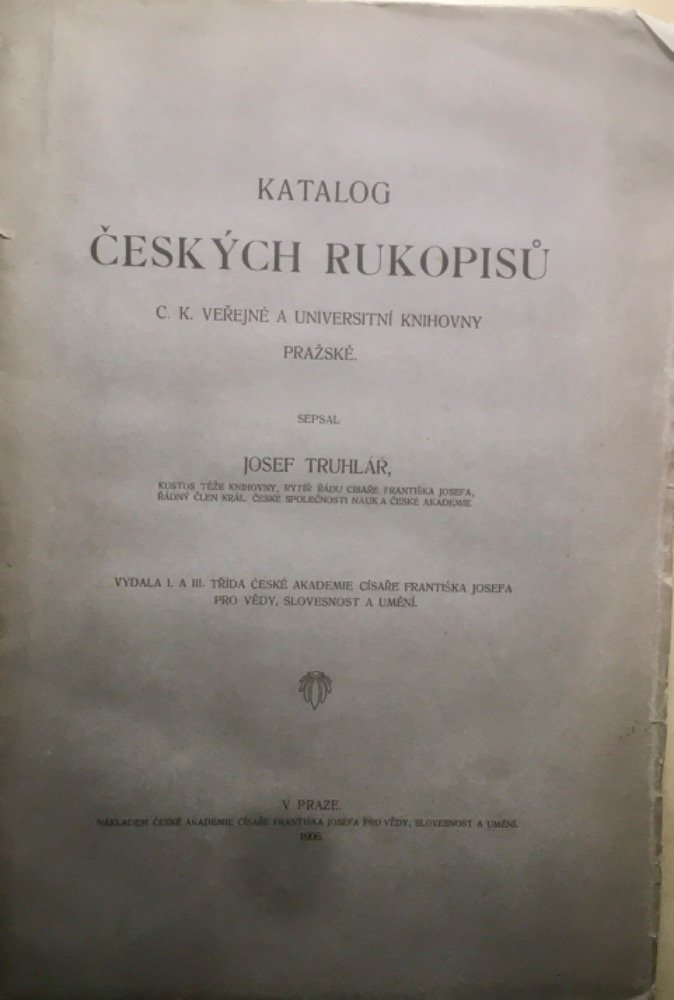 KATALOG
ČESKÝCH RUKOPISŮ
C. K. VEŘEJNÉ A UNIVERSITNÍ KNIHOVNY
PRAŽSKÉ.
SEPSAL
JOSEF TRUHLÁŘ,
KUSTOS TÉŽE KNIHOVNY, RYTÍŘ ŘÁDU CÍSAŘE FRANTIŠKA JOSEFA,
ŘÁDNÝ ČLEN KRÁL. ČESKÉ SPOLEČNOSTI NAUK A ČESKÉ AKADEMIE.
VYDALA I. A III. TŘÍDA ČESKÉ AKADEMIE CÍSAŘE FRANTIŠKA JOSEFA
PRO VĚDY, SLOVESNOST A UMĚNÍ.
V PRAZE.
NÁKLADEM ČESKÉ AKADEMIE CÍSAŘE FRANTIŠKA JOSEFA PRO VĚDY, SLOVESNOST A UMĚNÍ.
1906.